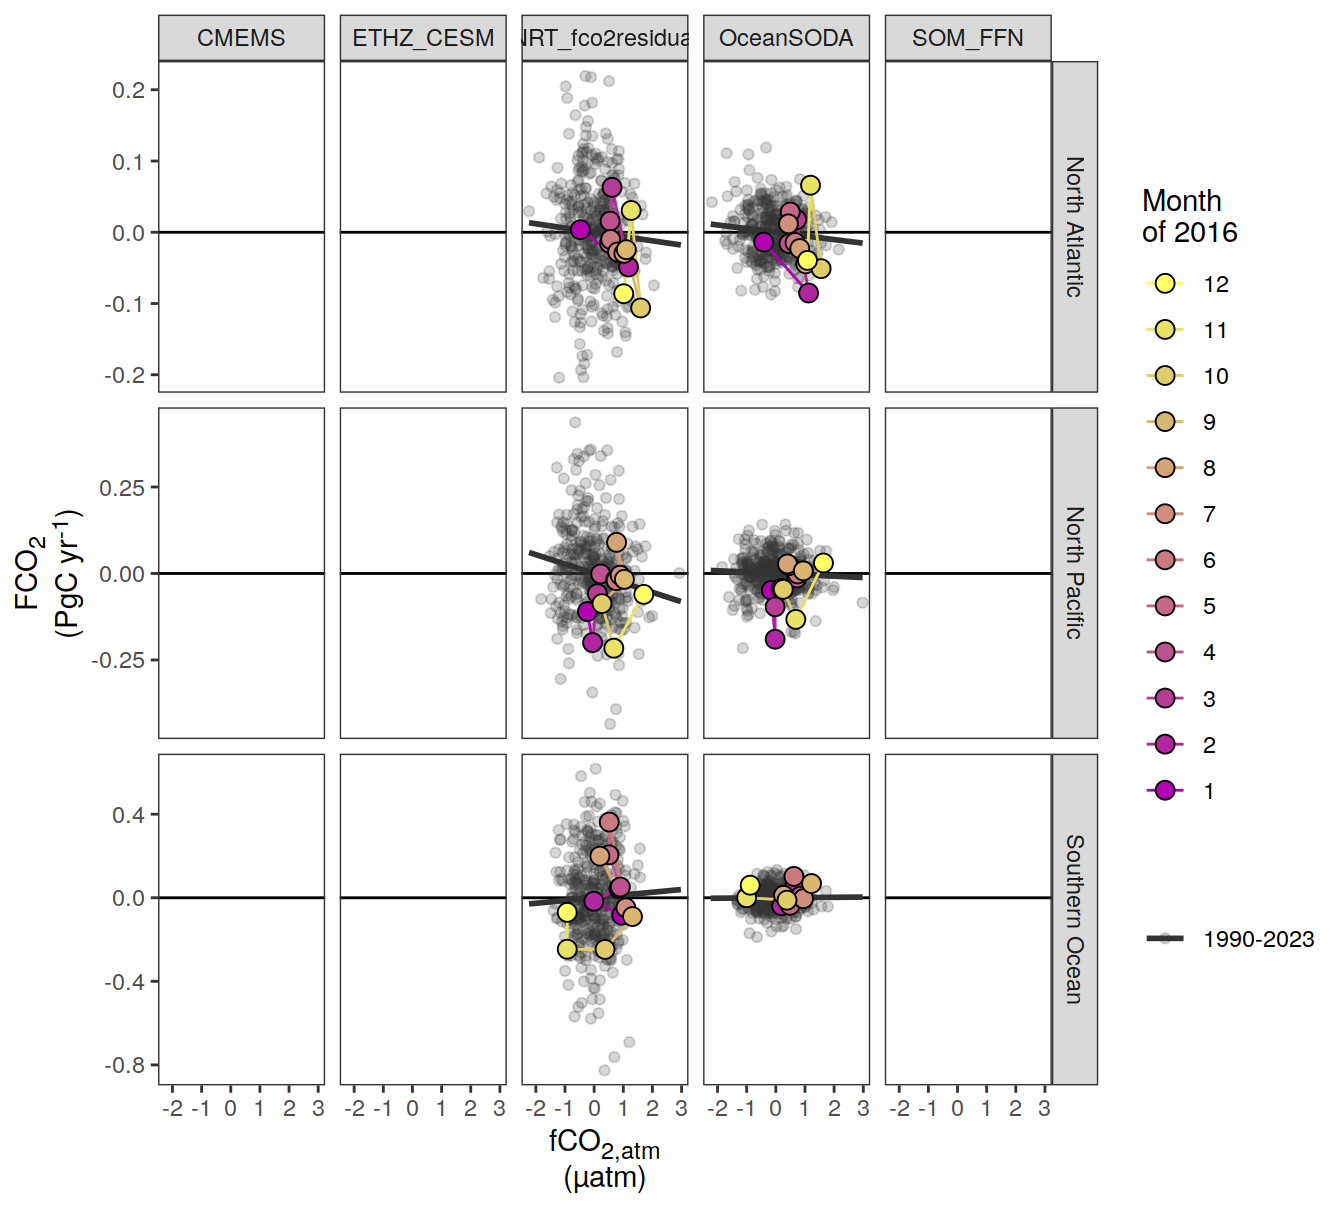 CMEMS ETHZ_CESM NRT_fco2residua OceanSODA SOM_FFN
0.2
0.1
0.0
-0.1
-0.2
North Atlantic
0.25
0.00
-0.25
North Pacific
0.4
0.0
-0.4
-0.8
Southern Ocean
-2 -1 0 1 2 3 -2 -1 0 1 2 3 -2 -1 0 1 2 3 -2 -1 0 1 2 3 -2 -1 0 1 2 3
fCO2,atm
(µatm)
FCO2
(PgC yr-1)
Month
of 2016
12
11
10
9
8
7
6
5
4
3
2
1
1990-2023